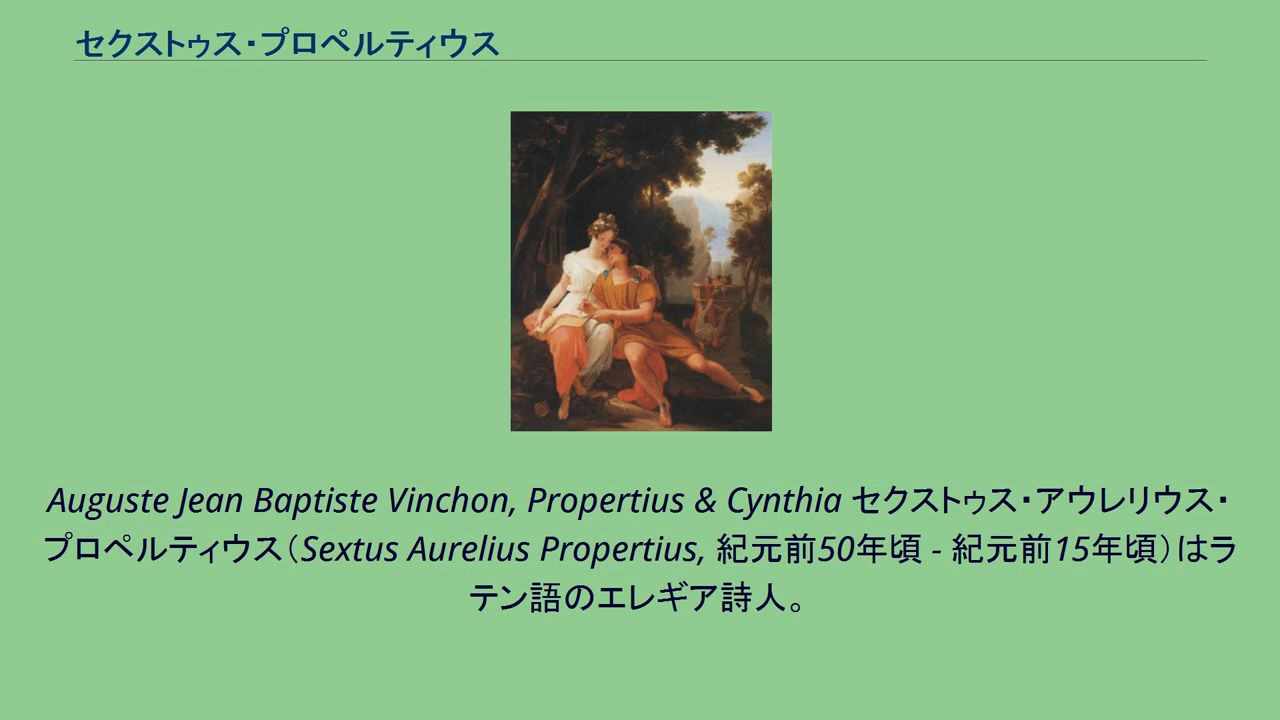 セクストゥス・プロペルティウス
Auguste Jean Baptiste Vinchon, Propertius & Cynthia セクストゥス・アウレリウス・
プロペルティウス（Sextus Aurelius Propertius, 紀元前50年頃 - 紀元前15年頃）はラ
テン語のエレギア詩人。